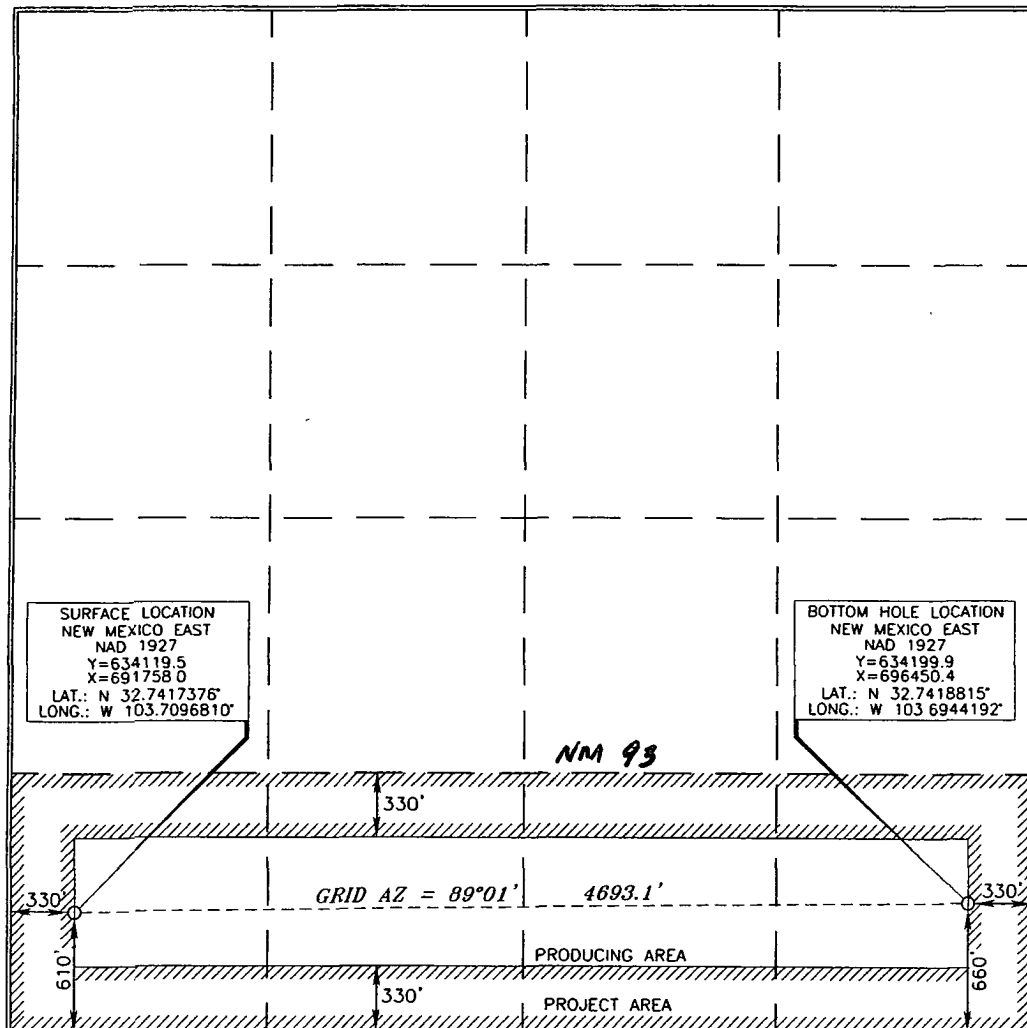 SURFACE LOCATION
NEW MEXICO EAST
NAD 1927
Y=634119.5
X=691758 0
LAT.: N 32.7417376°
LONG.: W 103.7096810°
BOTTOM HOLE LOCATION
NEW MEXICO EAST
NAD 1927
Y=634199.9
X=696450.4
LAT.: N 32.7418815°
LONG.: W 103 6944192°
NM 93
330'
330'
GRID AZ = 89°01' 4693.1'
330'
610'
PRODUCING AREA
660'
330'
PROJECT AREA